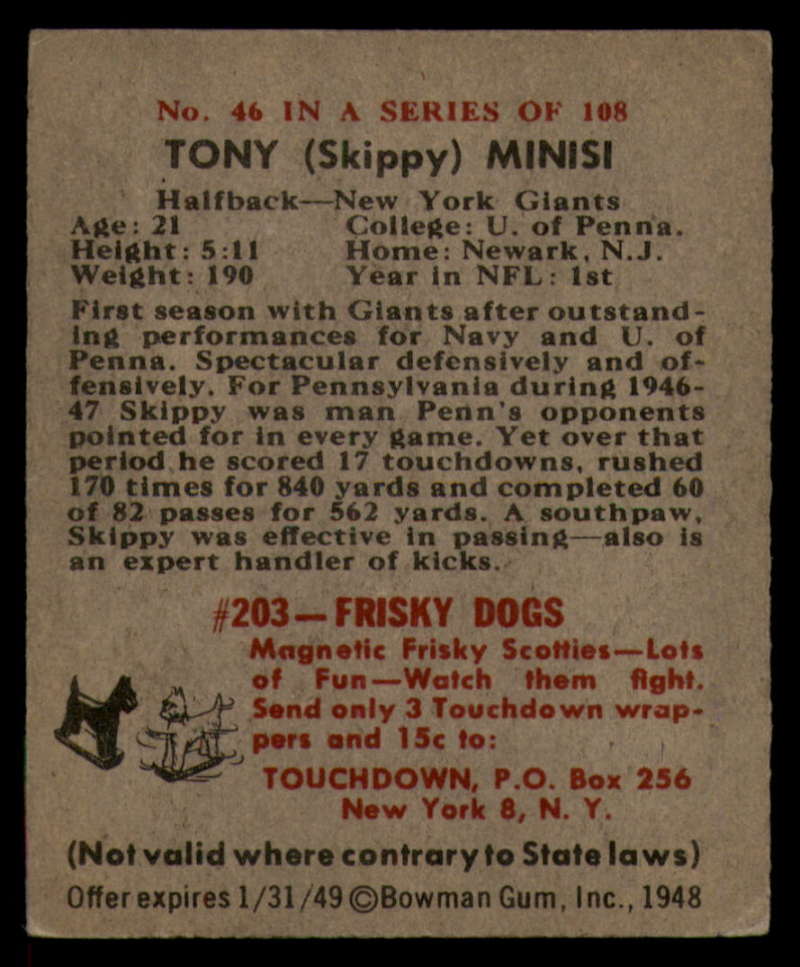 No. 46 IN A SERIES OF 108
TONY (Skippy) MINISI
Halfback—New York Giants
Age: 21 College: U. of Penna.
Height: 5:11 Home: Newark, N.J.
Weight: 190 Year in NFL: 1st
First season with Giants after outstand-
ing performances for Navy and U. of
Penna. Spectacular defensively and of-
fensively. For Pennsylvania during 1946-
47 Skippy was man Penn's opponents
pointed for in every game. Yet over that
period he scored 17 touchdowns, rushed
170 times for 840 yards and completed 60
of 82 passes for 562 yards. A southpaw,
Skippy was effective in passing—also is
an expert handler of kicks.
#203—FRISKY DOGS
Magnetic Frisky Scotties—Lots
of Fun—Watch them fight.
Send only 3 Touchdown wrap-
pers and 15c to:
TOUCHDOWN, P.O. Box 256
New York 8, N. Y.
(Not valid where contrary to State laws)
Offer expires 1/31/49 ©Bowman Gum, Inc., 1948